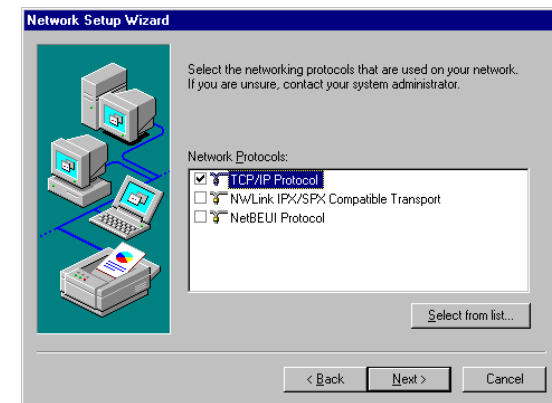 Network Setup Wizard
Select the networking protocols that are used on your network.
If you are unsure, contact your system administrator.
Network Protocols:
TCP/IP Protocol
NWLink IPX/SPX Compatible Transport
NetBEUI Protocol
Select from list...
< Back Next > Cancel